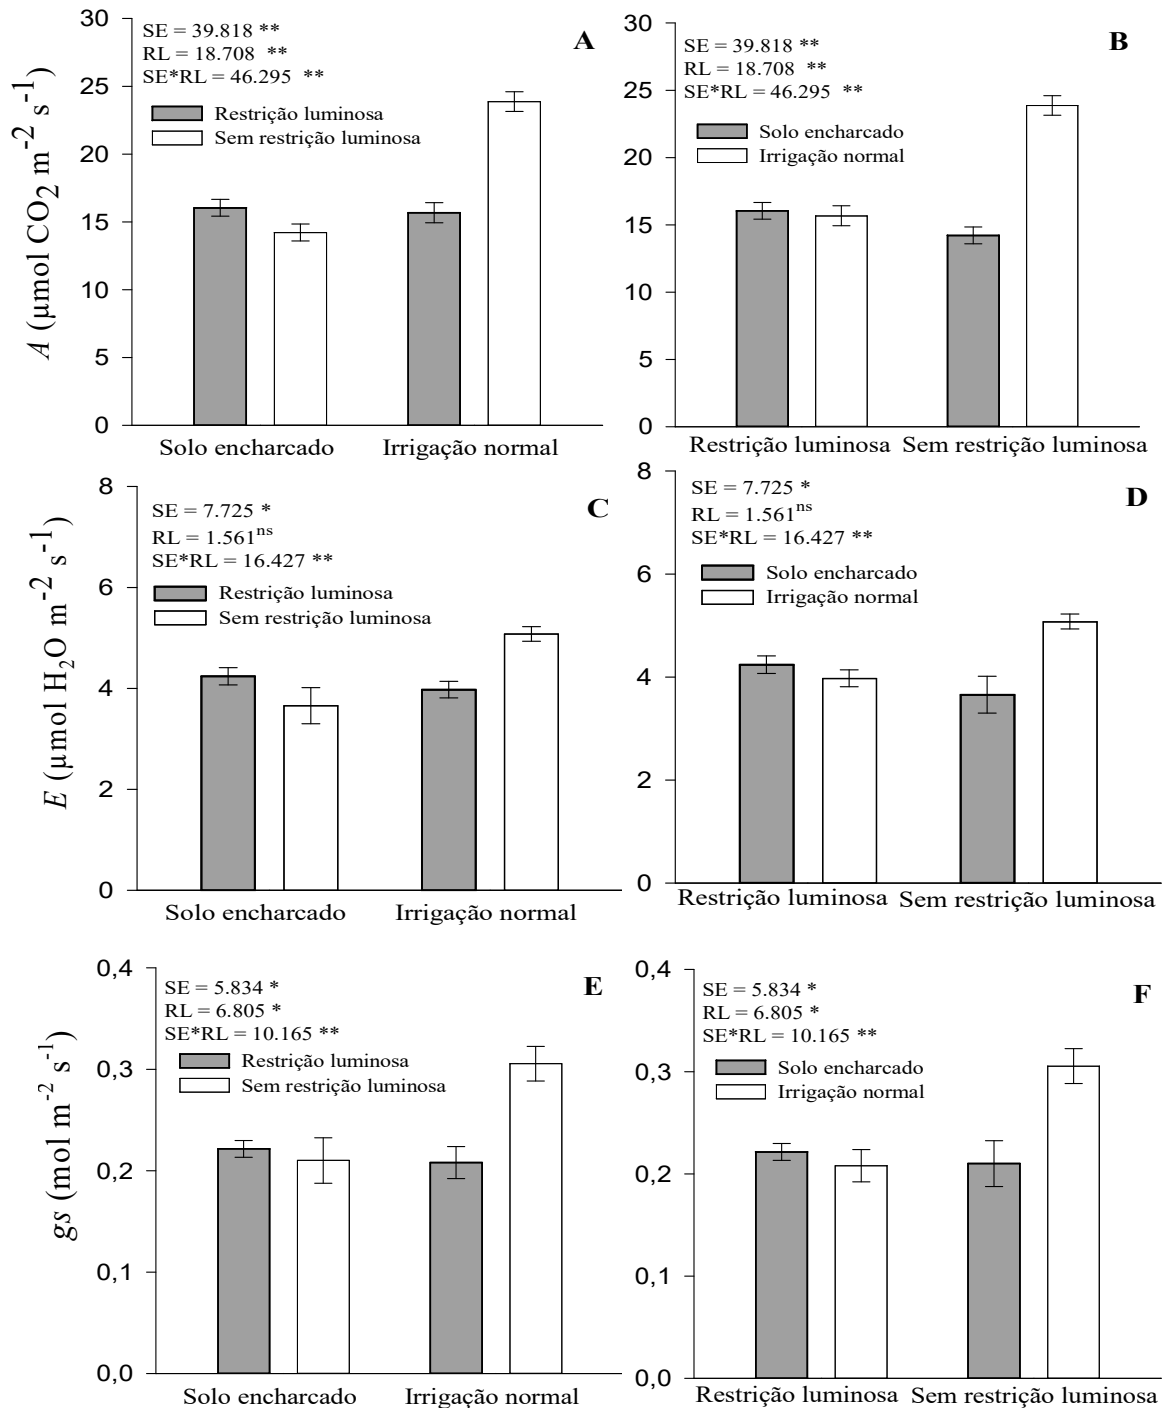 A (µmol CO2 m-2 s-1)
30
25
20
15
10
5
0
SE = 39.818 **
RL = 18.708 **
SE*RL = 46.295 **
A
Restrição luminosa
Sem restrição luminosa
Solo encharcado Irrigação normal
30
25
20
15
10
5
0
SE = 39.818 **
RL = 18.708 **
SE*RL = 46.295 **
B
Solo encharcado
Irrigação normal
Restrição luminosa Sem restrição luminosa
E (µmol H2O m-2 s-1)
8
6
4
2
0
SE = 7.725 *
RL = 1.561ns
SE*RL = 16.427 **
C
Restrição luminosa
Sem restrição luminosa
Solo encharcado Irrigação normal
8
6
4
2
0
SE = 7.725 *
RL = 1.561ns
SE*RL = 16.427 **
D
Solo encharcado
Irrigação normal
Restrição luminosa Sem restrição luminosa
gs (mol m-2 s-1)
0,4
0,3
0,2
0,1
0,0
SE = 5.834 *
RL = 6.805 *
SE*RL = 10.165 **
E
Restrição luminosa
Sem restrição luminosa
Solo encharcado Irrigação normal
0,4
0,3
0,2
0,1
0,0
SE = 5.834 *
RL = 6.805 *
SE*RL = 10.165 **
F
Solo encharcado
Irrigação normal
Restrição luminosa Sem restrição luminosa